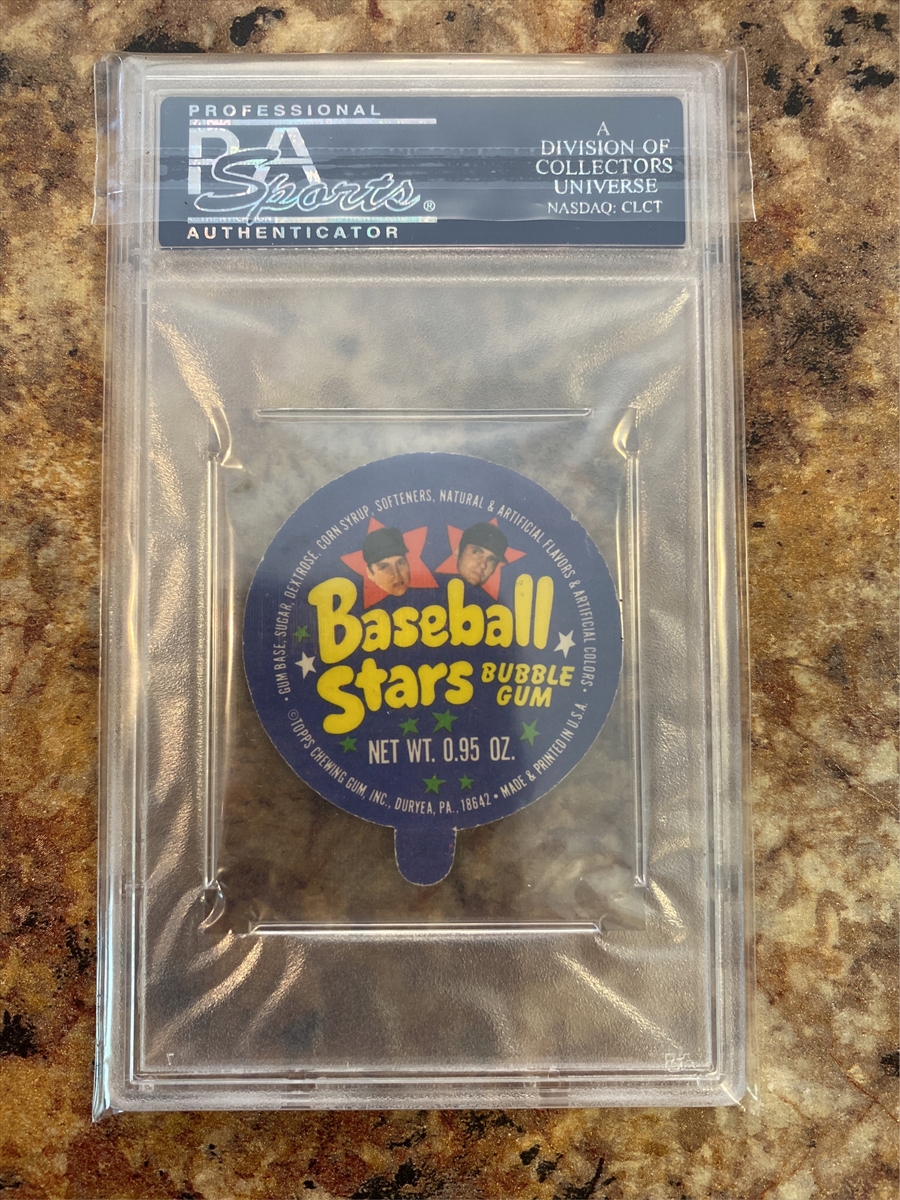 PROFESSIONAL
PSA
Sports®
AUTHENTICATION
AUTHENTICATOR
A
DIVISION OF
COLLECTORS
UNIVERSE
NASDAQ: CLCT
• GUM BASE, SUGAR, DEXTROSE, CORN SYRUP, SOFTENERS, NATURAL & ARTIFICIAL FLAVORS & ARTIFICIAL COLORS •
Baseball
Stars BUBBLE
GUM
NET WT. 0.95 OZ.
©TOPPS CHEWING GUM, INC., DURYEA, PA., 18642 • MADE & PRINTED IN U.S.A.